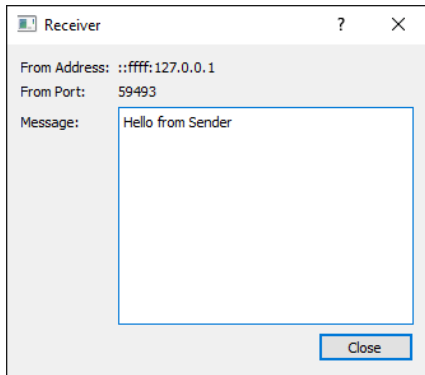 Receiver
?
From Address: ::ffff:127.0.0.1
From Port: 59493
Message: Hello from Sender
Close